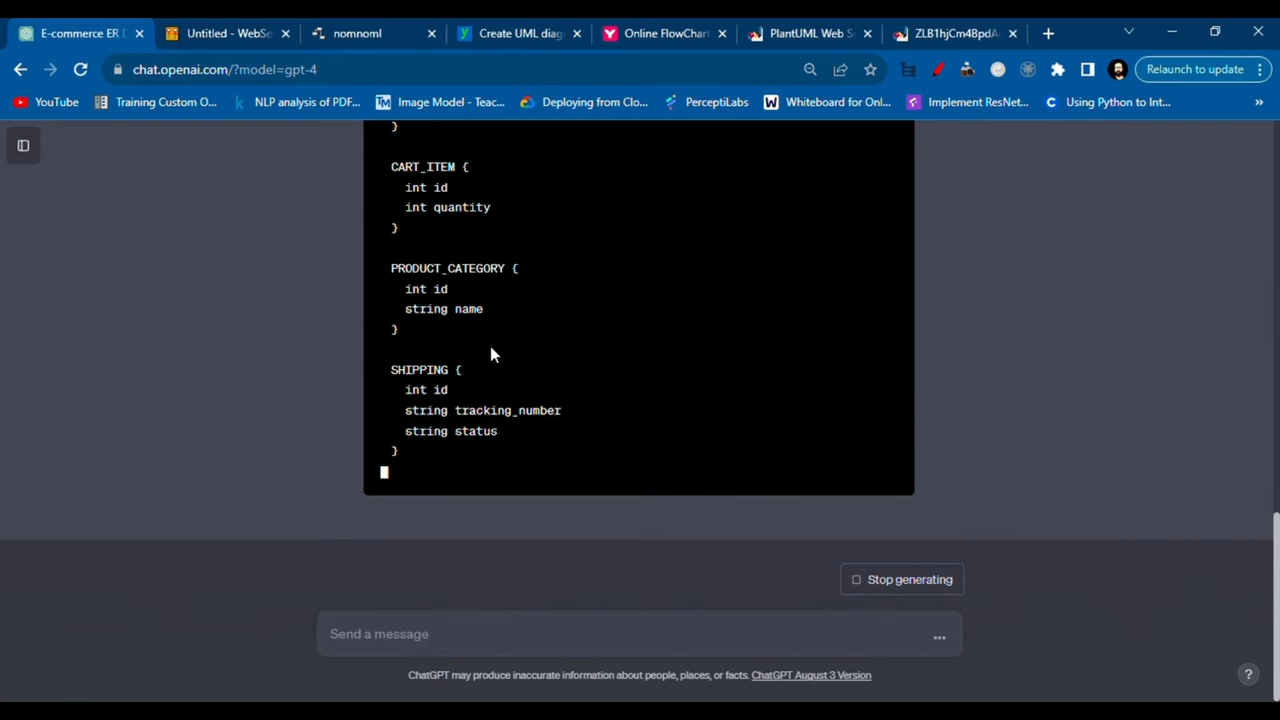 E-commerce ER D
Untitled - WebSe
nomnoml
Create UML diag
Online FlowChart
PlantUML Web S
ZLB1hjCm4BpdA
chat.openai.com/?model=gpt-4
Relaunch to update
YouTube
Training Custom O...
NLP analysis of PDF...
Image Model - Teac...
Deploying from Clo...
PerceptiLabs
Whiteboard for Onl...
Implement ResNet...
Using Python to Int...
»
}
CART_ITEM {
int id
int quantity
}
PRODUCT_CATEGORY {
int id
string name
}
SHIPPING {
int id
string tracking_number
string status
}
Stop generating
Send a message
...
ChatGPT may produce inaccurate information about people, places, or facts. ChatGPT August 3 Version
?